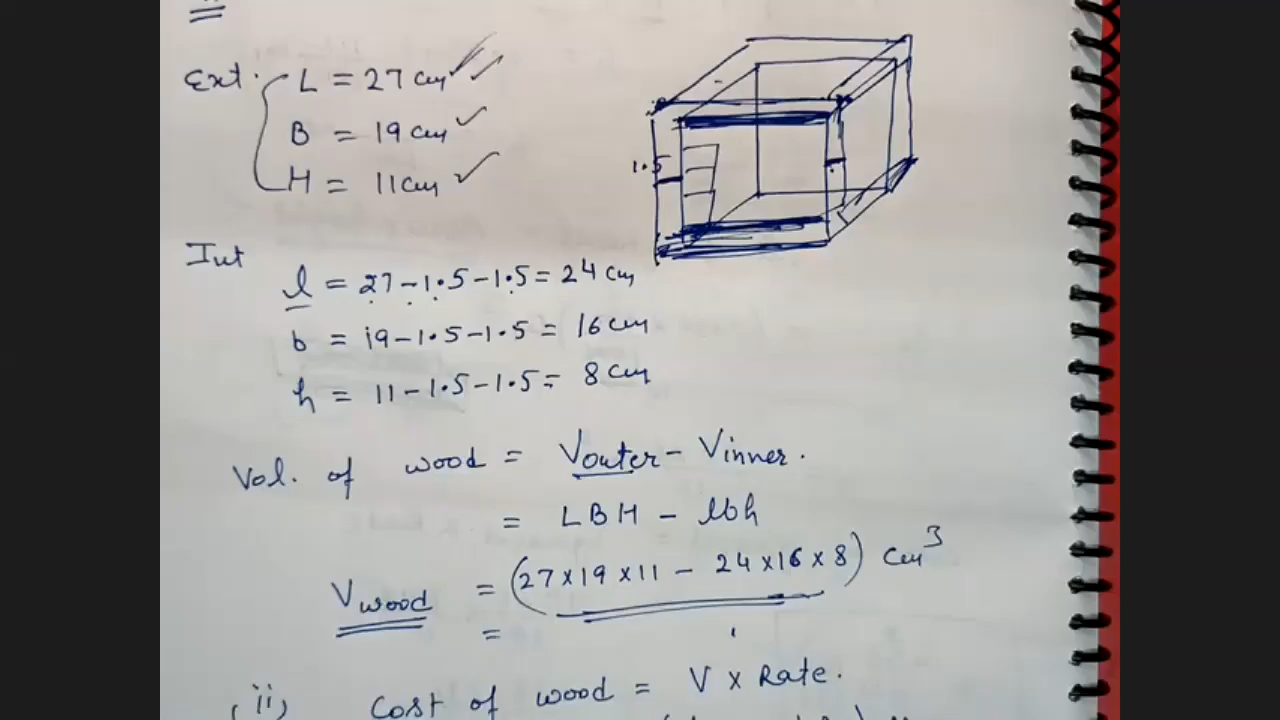 Ext. L = 27 cm ✓✓
B = 19 cm ✓
H = 11 cm ✓
1.5
Int
l = 27 - 1.5 - 1.5 = 24 cm
b = 19 - 1.5 - 1.5 = 16 cm
h = 11 - 1.5 - 1.5 = 8 cm
Vol. of wood = Vouter - Vinner.
= LBH - lbh
Vwood = (27 × 19 × 11 - 24 × 16 × 8) cm³
=
(ii) Cost of wood = V × Rate.